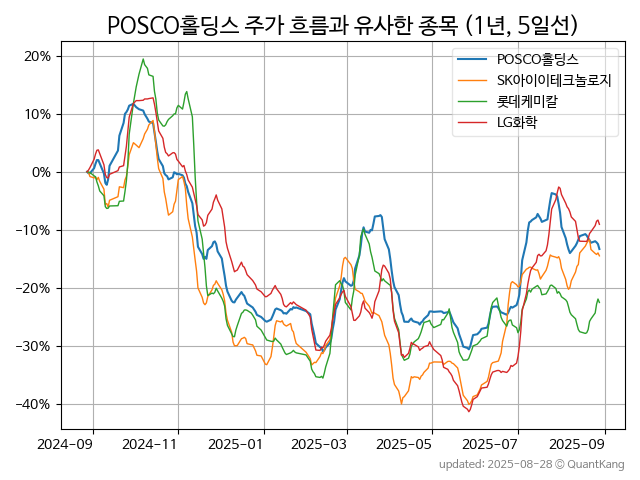 POSCO홀딩스 주가 흐름과 유사한 종목 (1년, 5일선)
POSCO홀딩스
SK아이이테크놀로지
롯데케미칼
LG화학
20%
10%
0%
−10%
−20%
−30%
−40%
2024-09 2024-11 2025-01 2025-03 2025-05 2025-07 2025-09
updated: 2025-08-28 © QuantKang